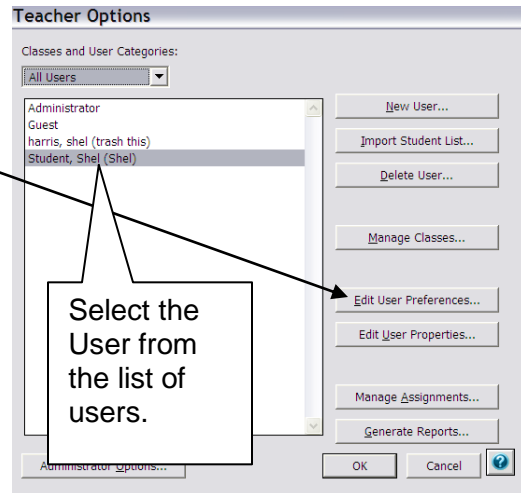 Teacher Options
Classes and User Categories:
All Users
Administrator
Guest
harris, shel (trash this)
Student, Shel (Shel)
New User...
Import Student List...
Delete User...
Manage Classes...
Edit User Preferences...
Edit User Properties...
Manage Assignments...
Generate Reports...
Select the
User from
the list of
users.
Administrator Options...
OK
Cancel
?